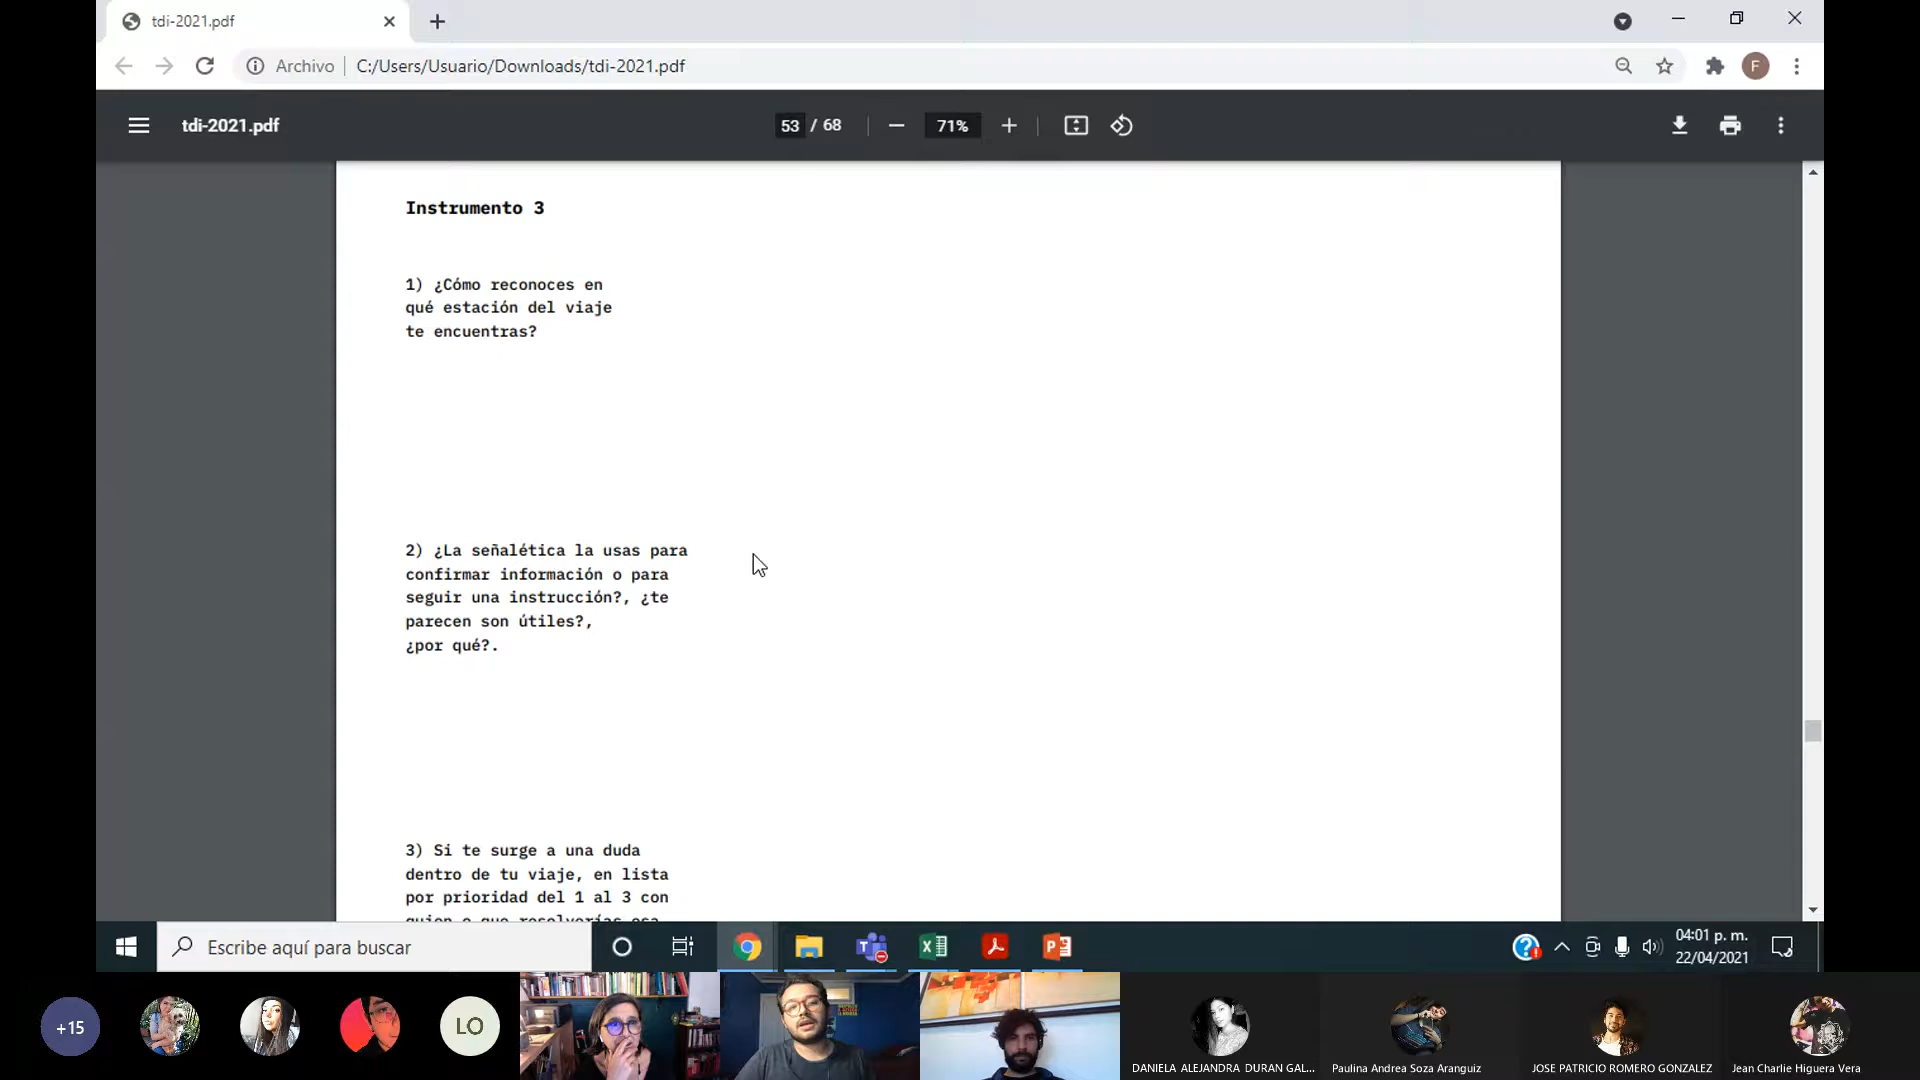 tdi-2021.pdf
Archivo
C:/Users/Usuario/Downloads/tdi-2021.pdf
F
tdi-2021.pdf
53 / 68
71%
Instrumento 3
1) ¿Cómo reconoces en
qué estación del viaje
te encuentras?
2) ¿La señalética la usas para
confirmar información o para
seguir una instrucción?, ¿te
parecen son útiles?,
¿por qué?.
3) Si te surge a una duda
dentro de tu viaje, en lista
por prioridad del 1 al 3 con
quien o que resolverías esa
Escribe aquí para buscar
04:01 p. m.
22/04/2021
+15
LO
DANIELA ALEJANDRA DURAN GAL...
Paulina Andrea Soza Aranguiz
JOSE PATRICIO ROMERO GONZALEZ
Jean Charlie Higuera Vera